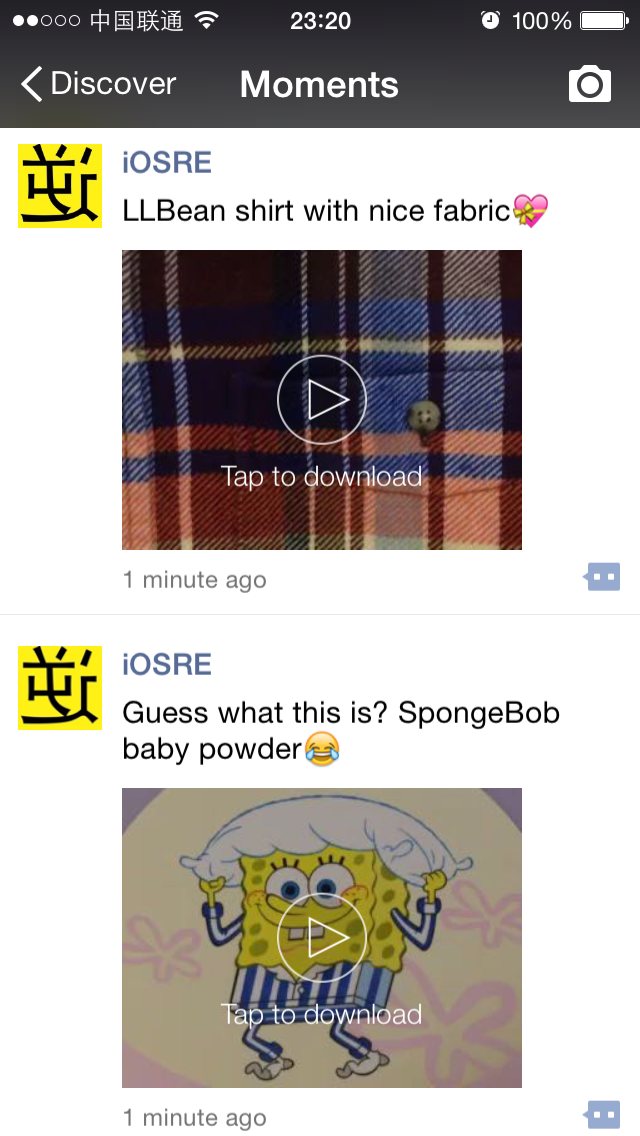 中国联通 23:20 100%
Discover Moments
iOSRE
LLBean shirt with nice fabric💝
Tap to download
1 minute ago
iOSRE
Guess what this is? SpongeBob
baby powder😂
Tap to download
1 minute ago